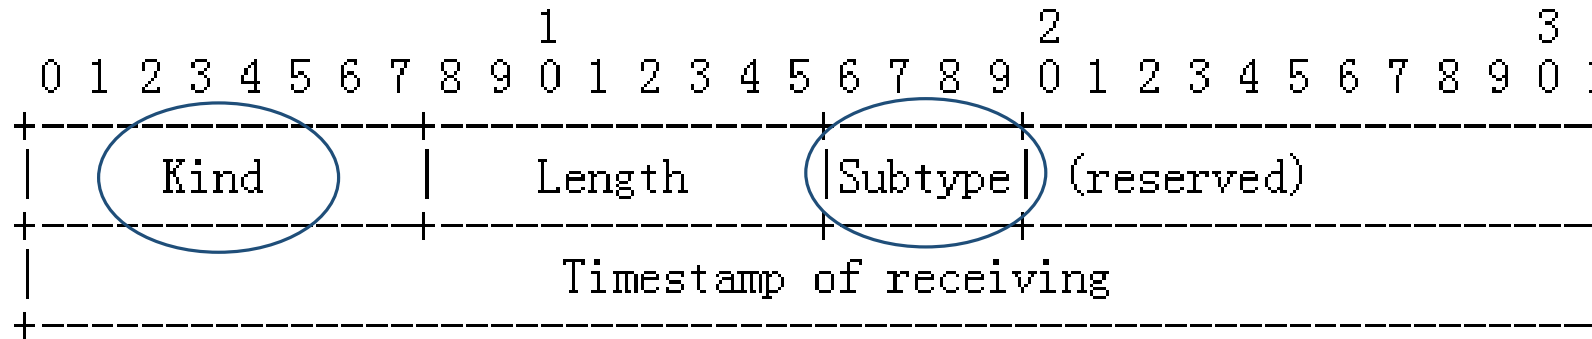 1                   2                   3
 0 1 2 3 4 5 6 7 8 9 0 1 2 3 4 5 6 7 8 9 0 1 2 3 4 5 6 7 8 9 0
+---------------+---------------+-------+----------------------
|     Kind      |    Length     |Subtype| (reserved)
+---------------+---------------+-------+----------------------
|                     Timestamp of receiving
+--------------------------------------------------------------